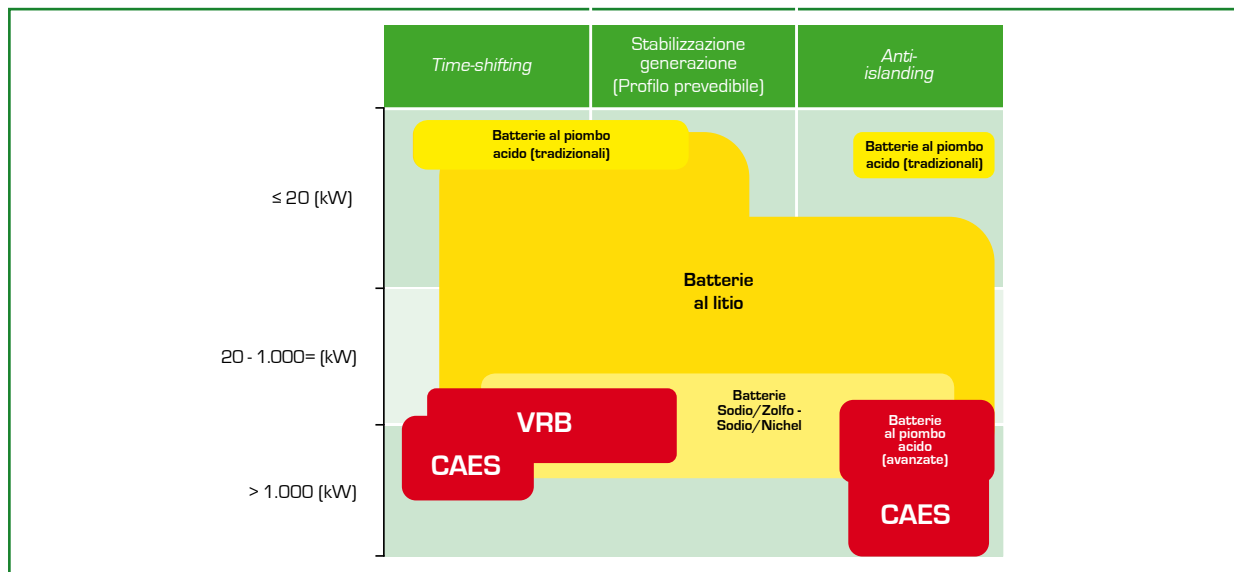 Time-shifting
Stabilizzazione
generazione
(Profilo prevedibile)
Anti-
islanding
≤ 20 (kW)
Batterie al piombo
acido (tradizionali)
Batterie al piombo
acido (tradizionali)
Batterie
al litio
20 - 1.000= (kW)
Batterie
Sodio/Zolfo -
Sodio/Nichel
VRB
Batterie
al piombo
acido
(avanzate)
CAES
> 1.000 (kW)
CAES